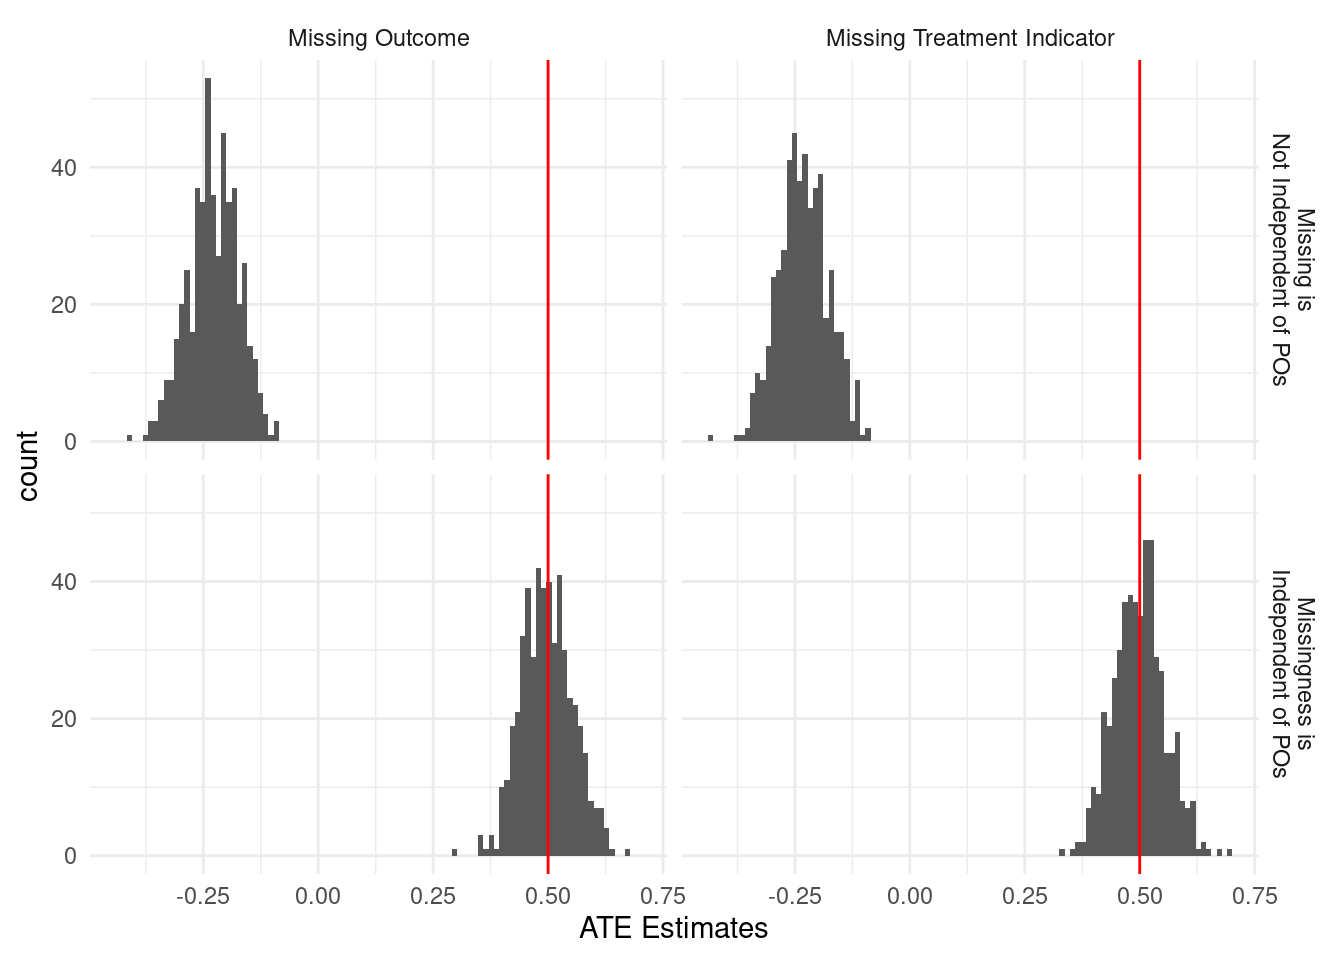 Missing Outcome
Missing Treatment Indicator
Missing is
Not Independent of POs
Missingness is
Independent of POs
count
40
20
0
40
20
0
-0.25 0.00 0.25 0.50 0.75
-0.25 0.00 0.25 0.50 0.75
ATE Estimates